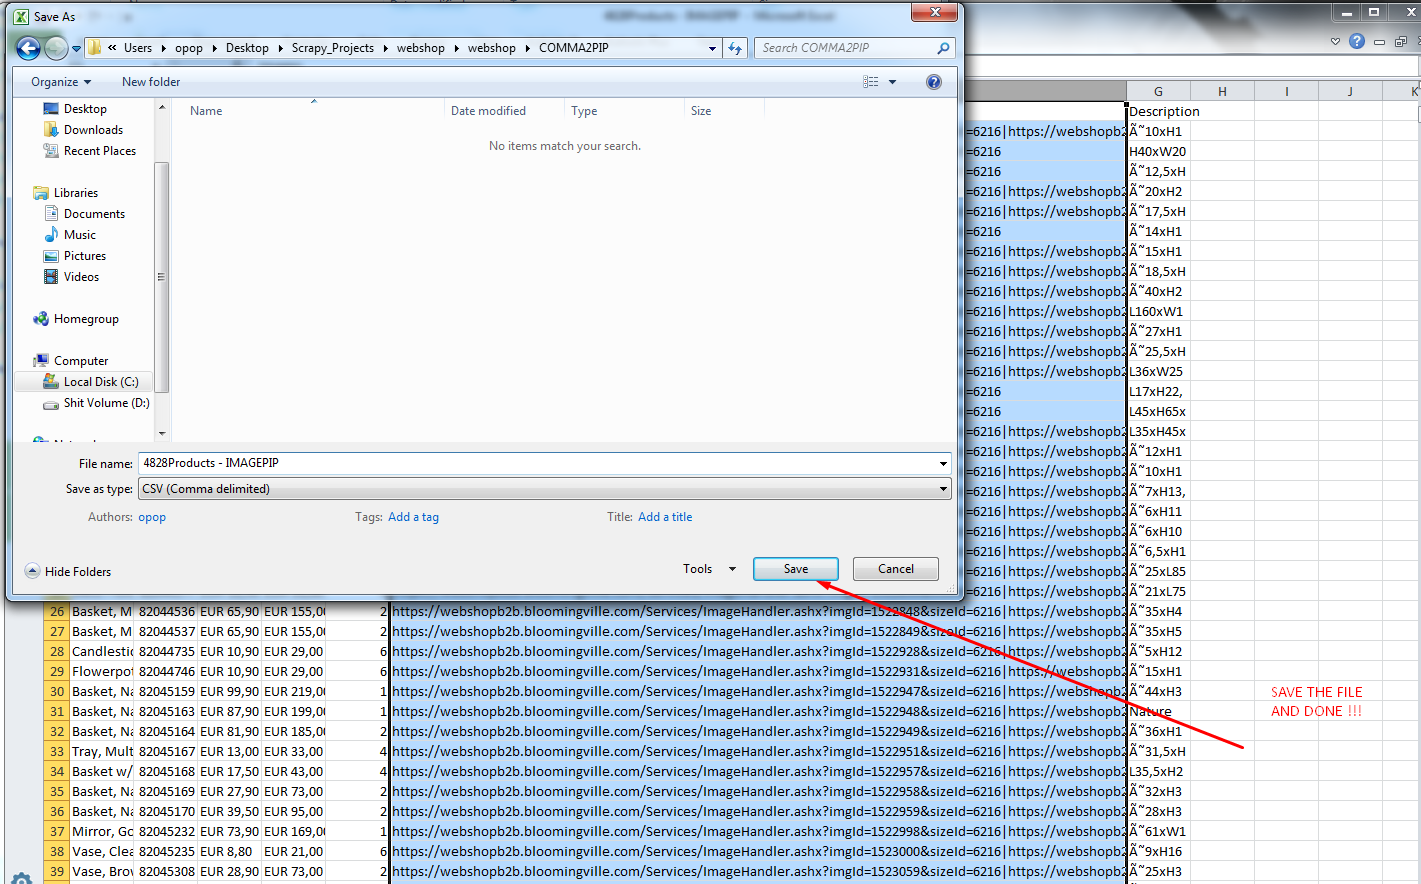 Save As
4828Products - IMAGEPIP - Microsoft Excel
« Users opop Desktop Scrapy_Projects webshop webshop COMMA2PIP
Search COMMA2PIP
Organize New folder
Desktop
Downloads
Recent Places
Libraries
Documents
Music
Pictures
Videos
Homegroup
Computer
Local Disk (C:)
Shit Volume (D:)
Name Date modified Type Size
No items match your search.
File name: 4828Products - IMAGEPIP
Save as type: CSV (Comma delimited)
Authors: opop Tags: Add a tag Title: Add a title
Hide Folders Tools Save Cancel
G H I J K
Description
=6216|https://webshopb2 Ã˜10xH1
=6216 H40xW20
=6216 Ã˜12,5xH
=6216|https://webshopb2 Ã˜20xH2
=6216|https://webshopb2 Ã˜17,5xH
=6216 Ã˜14xH1
=6216|https://webshopb2 Ã˜15xH1
=6216|https://webshopb2 Ã˜18,5xH
=6216|https://webshopb2 Ã˜40xH2
=6216|https://webshopb2 L160xW1
=6216|https://webshopb2 Ã˜27xH1
=6216|https://webshopb2 Ã˜25,5xH
=6216|https://webshopb2 L36xW25
=6216 L17xH22,
=6216 L45xH65x
=6216|https://webshopb2 L35xH45x
=6216|https://webshopb2 Ã˜12xH1
=6216|https://webshopb2 Ã˜10xH1
=6216|https://webshopb2 Ã˜7xH13,
=6216|https://webshopb2 Ã˜6xH11
=6216|https://webshopb2 Ã˜6xH10
=6216|https://webshopb2 Ã˜6,5xH1
=6216|https://webshopb2 Ã˜25xL85
=6216|https://webshopb2 Ã˜21xL75
26 Basket, M 82044536 EUR 65,90 EUR 155,00 2 https://webshopb2b.bloomingville.com/Services/ImageHandler.ashx?imgId=1522848&sizeId=6216|https://webshopb2 Ã˜35xH4
27 Basket, M 82044537 EUR 65,90 EUR 155,00 2 https://webshopb2b.bloomingville.com/Services/ImageHandler.ashx?imgId=1522849&sizeId=6216|https://webshopb2 Ã˜35xH5
28 Candlestic 82044735 EUR 10,90 EUR 29,00 6 https://webshopb2b.bloomingville.com/Services/ImageHandler.ashx?imgId=1522928&sizeId=6216|https://webshopb2 Ã˜5xH12
29 Flowerpot 82044746 EUR 10,90 EUR 29,00 6 https://webshopb2b.bloomingville.com/Services/ImageHandler.ashx?imgId=1522931&sizeId=6216|https://webshopb2 Ã˜15xH1
30 Basket, Na 82045159 EUR 99,90 EUR 219,00 1 https://webshopb2b.bloomingville.com/Services/ImageHandler.ashx?imgId=1522947&sizeId=6216|https://webshopb2 Ã˜44xH3
31 Basket, Na 82045163 EUR 87,90 EUR 199,00 1 https://webshopb2b.bloomingville.com/Services/ImageHandler.ashx?imgId=1522948&sizeId=6216|https://webshopb2 Nature
SAVE THE FILE
AND DONE !!!
32 Basket, Na 82045164 EUR 81,90 EUR 185,00 2 https://webshopb2b.bloomingville.com/Services/ImageHandler.ashx?imgId=1522949&sizeId=6216|https://webshopb2 Ã˜36xH1
33 Tray, Mult 82045167 EUR 13,00 EUR 33,00 4 https://webshopb2b.bloomingville.com/Services/ImageHandler.ashx?imgId=1522951&sizeId=6216|https://webshopb2 Ã˜31,5xH
34 Basket w/ 82045168 EUR 17,50 EUR 43,00 4 https://webshopb2b.bloomingville.com/Services/ImageHandler.ashx?imgId=1522957&sizeId=6216|https://webshopb2 L35,5xH2
35 Basket, Na 82045169 EUR 27,90 EUR 73,00 2 https://webshopb2b.bloomingville.com/Services/ImageHandler.ashx?imgId=1522958&sizeId=6216|https://webshopb2 Ã˜32xH3
36 Basket, Na 82045170 EUR 39,50 EUR 95,00 2 https://webshopb2b.bloomingville.com/Services/ImageHandler.ashx?imgId=1522959&sizeId=6216|https://webshopb2 Ã˜28xH3
37 Mirror, Go 82045232 EUR 73,90 EUR 169,00 1 https://webshopb2b.bloomingville.com/Services/ImageHandler.ashx?imgId=1522998&sizeId=6216|https://webshopb2 Ã˜61xW1
38 Vase, Clea 82045235 EUR 8,80 EUR 21,00 6 https://webshopb2b.bloomingville.com/Services/ImageHandler.ashx?imgId=1523000&sizeId=6216|https://webshopb2 Ã˜9xH16
39 Vase, Brov 82045308 EUR 28,90 EUR 73,00 2 https://webshopb2b.bloomingville.com/Services/ImageHandler.ashx?imgId=1523059&sizeId=6216|https://webshopb2 Ã˜25xH3